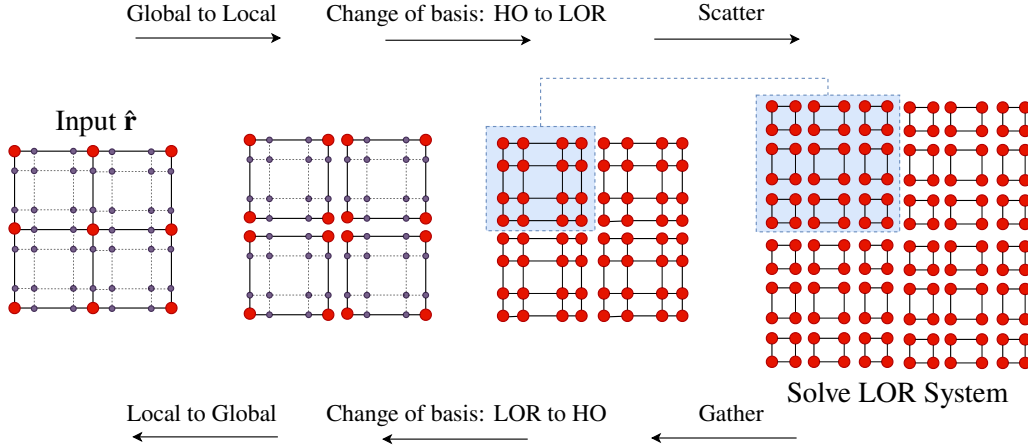 Global to Local
Change of basis: HO to LOR
Scatter
Input r̂
Solve LOR System
Local to Global
Change of basis: LOR to HO
Gather